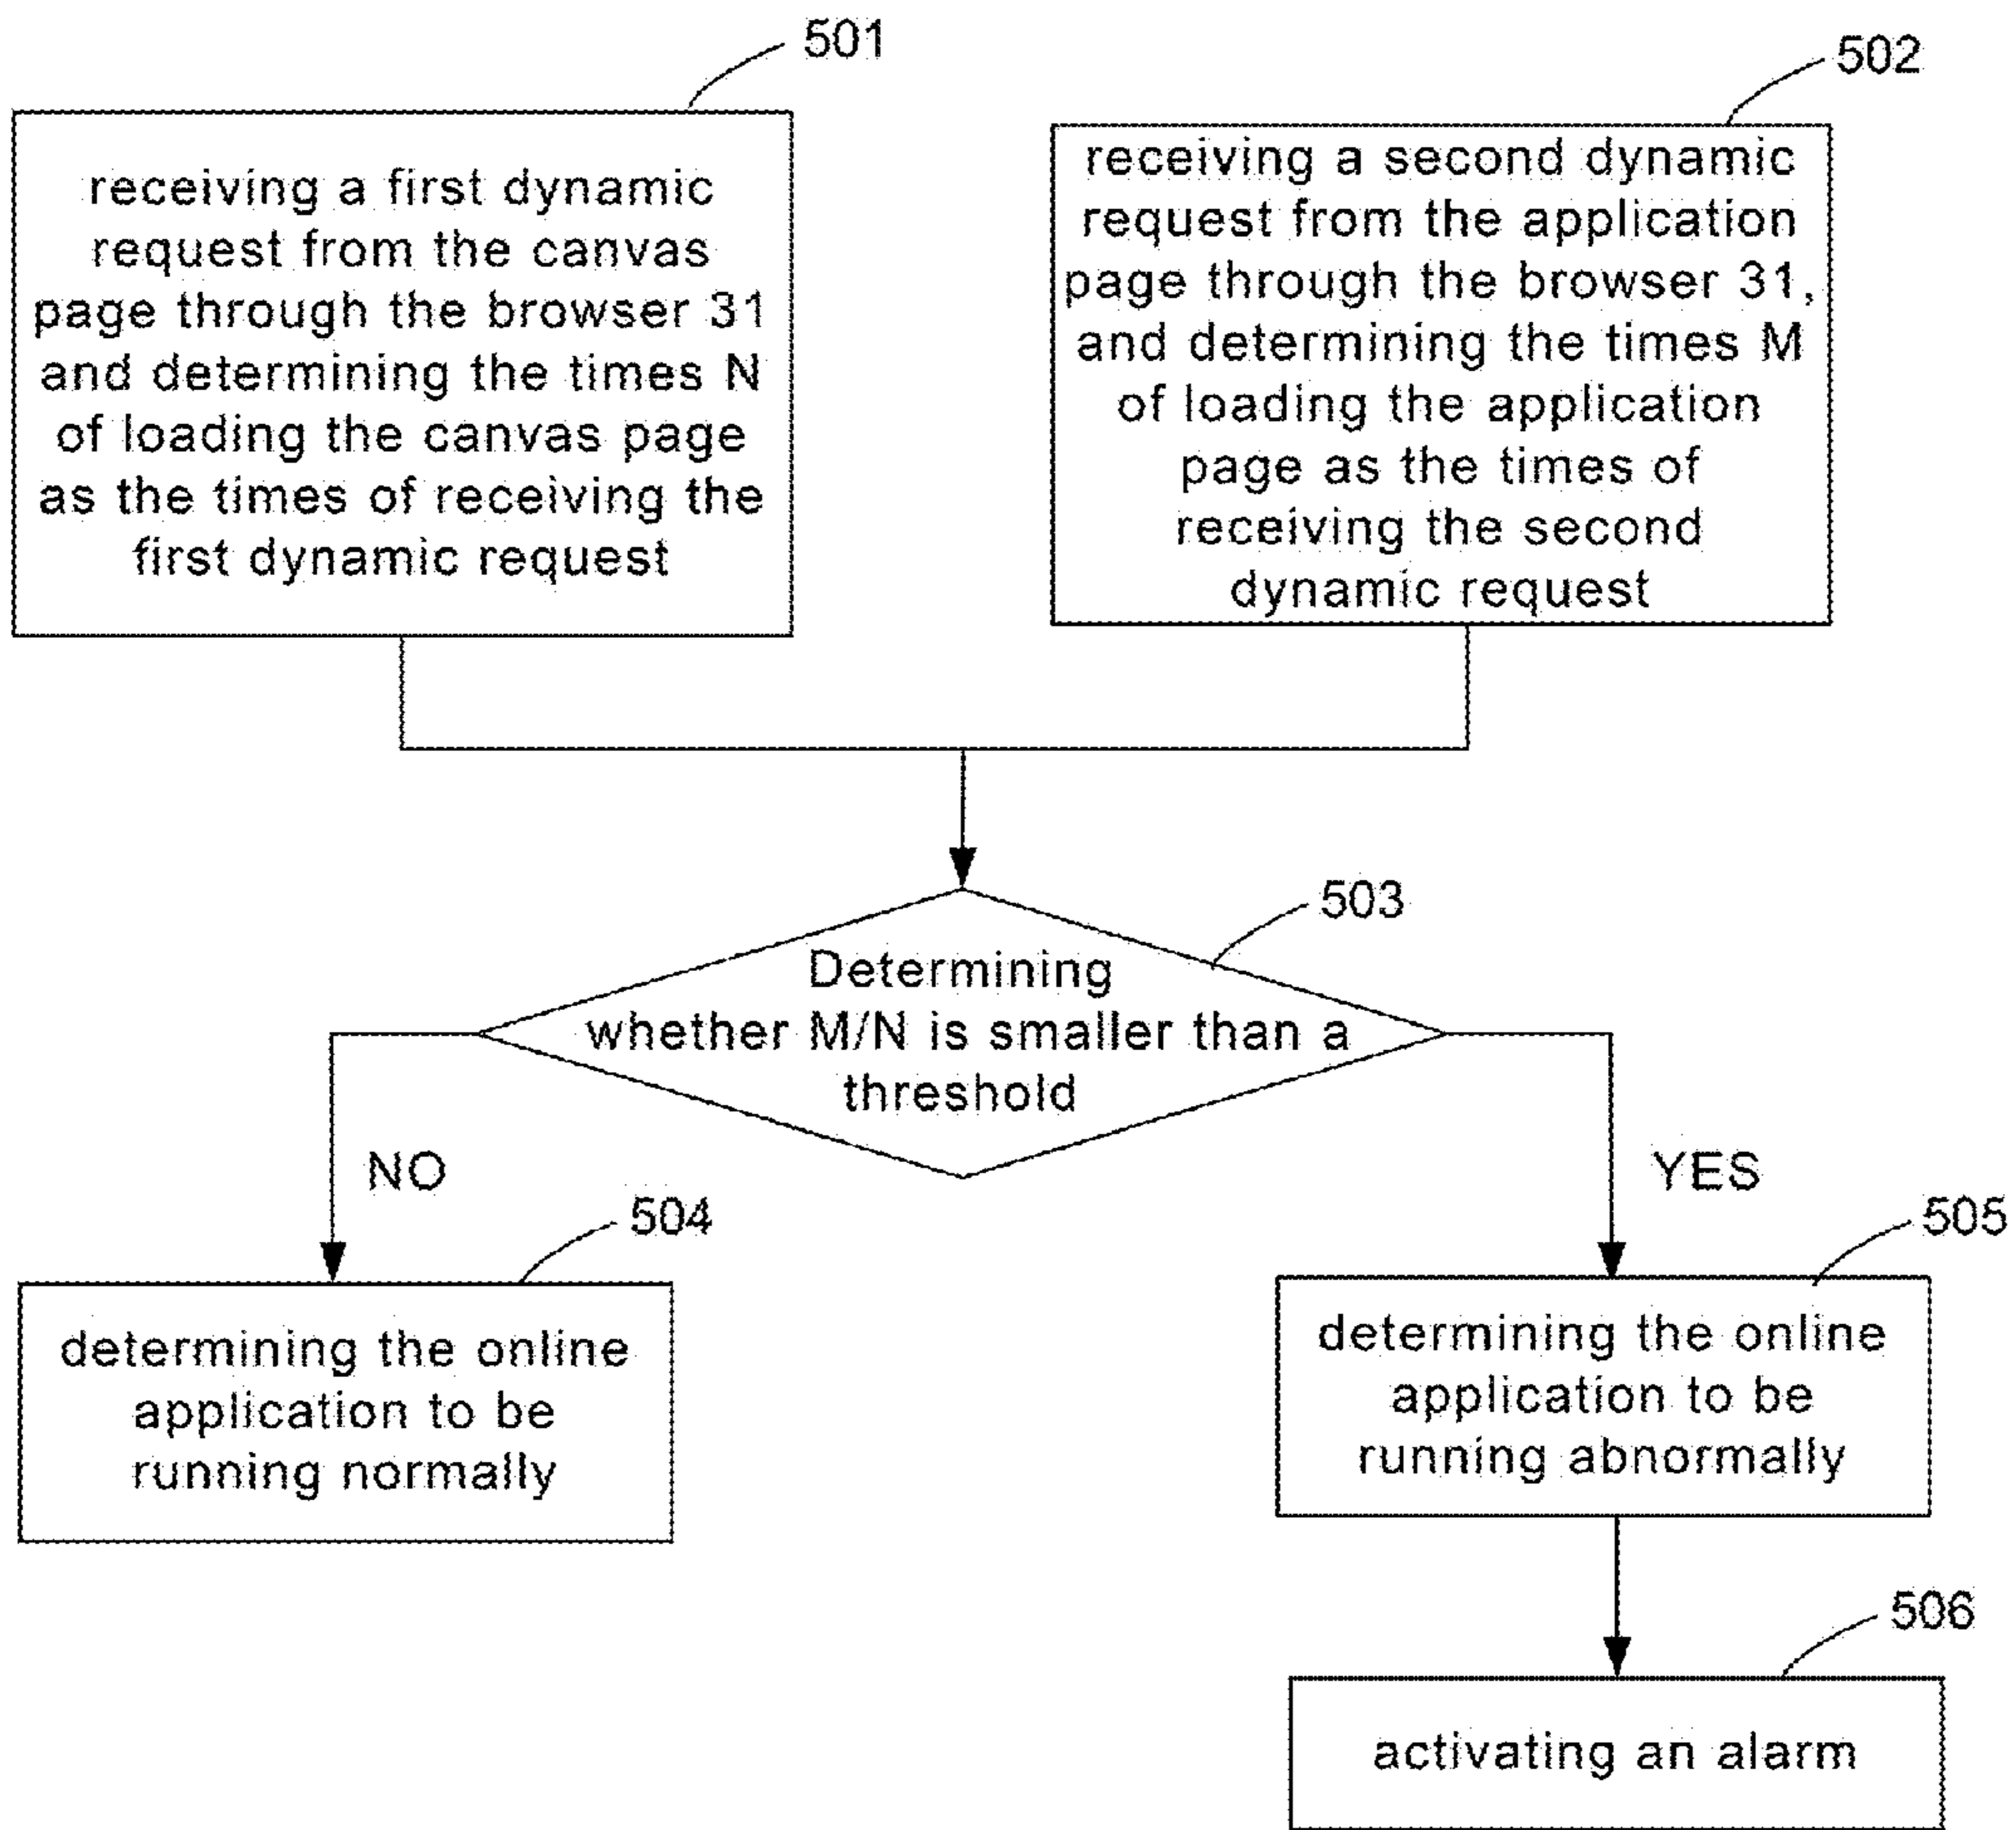 501
receiving a first dynamic
request from the canvas
page through the browser 31
and determining the times N
of loading the canvas page
as the times of receiving the
first dynamic request
502
receiving a second dynamic
request from the application
page through the browser 31,
and determining the times M
of loading the application
page as the times of
receiving the second
dynamic request
503
Determining
whether M/N is smaller than a
threshold
NO
YES
504
determining the online
application to be
running normally
505
determining the online
application to be
running abnormally
506
activating an alarm